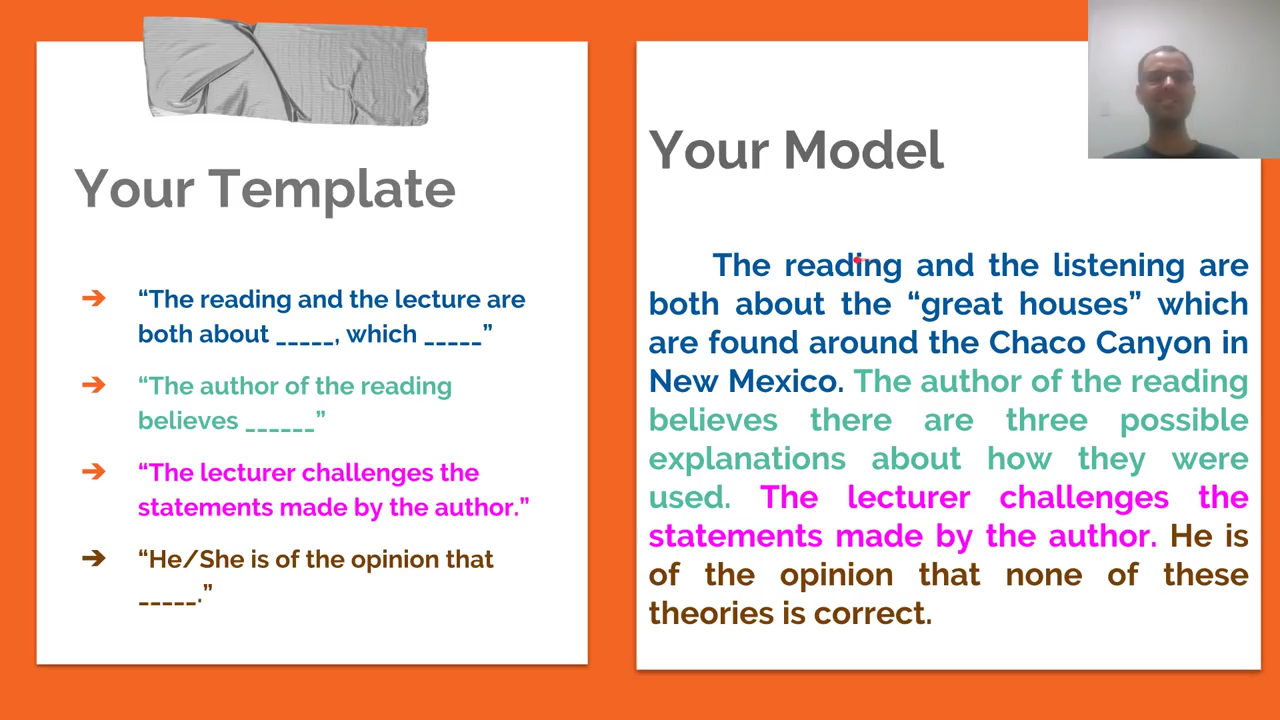 Your Template
➔ “The reading and the lecture are
both about _____, which _____”
➔ “The author of the reading
believes ______”
➔ “The lecturer challenges the
statements made by the author.”
➔ “He/She is of the opinion that
_____.”
Your Model
The reading and the listening are
both about the “great houses” which
are found around the Chaco Canyon in
New Mexico. The author of the reading
believes there are three possible
explanations about how they were
used. The lecturer challenges the
statements made by the author. He is
of the opinion that none of these
theories is correct.